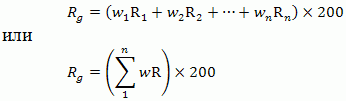 R_g = (w_1R_1 + w_2R_2 + ⋯ + w_nR_n) × 200
или
R_g = (∑_1^n wR) × 200